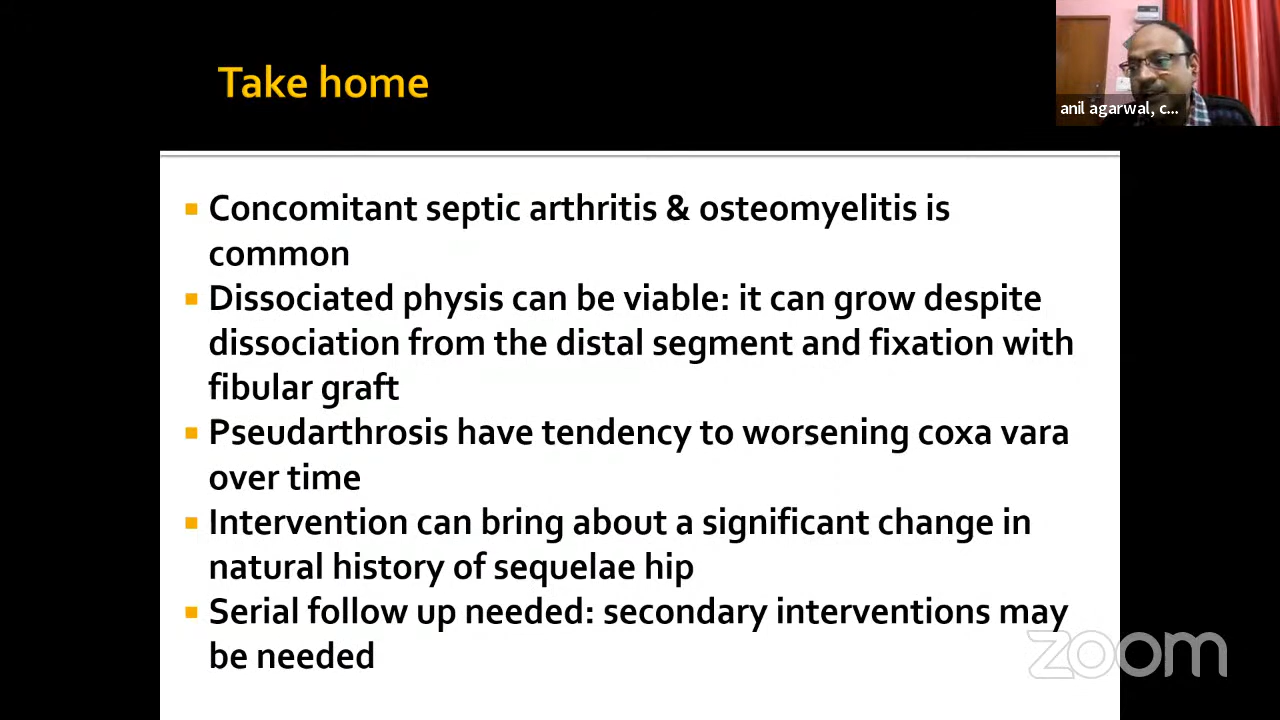 Take home
anil agarwal, c...
Concomitant septic arthritis & osteomyelitis is
common
Dissociated physis can be viable: it can grow despite
dissociation from the distal segment and fixation with
fibular graft
Pseudarthrosis have tendency to worsening coxa vara
over time
Intervention can bring about a significant change in
natural history of sequelae hip
Serial follow up needed: secondary interventions may
be needed
zoom